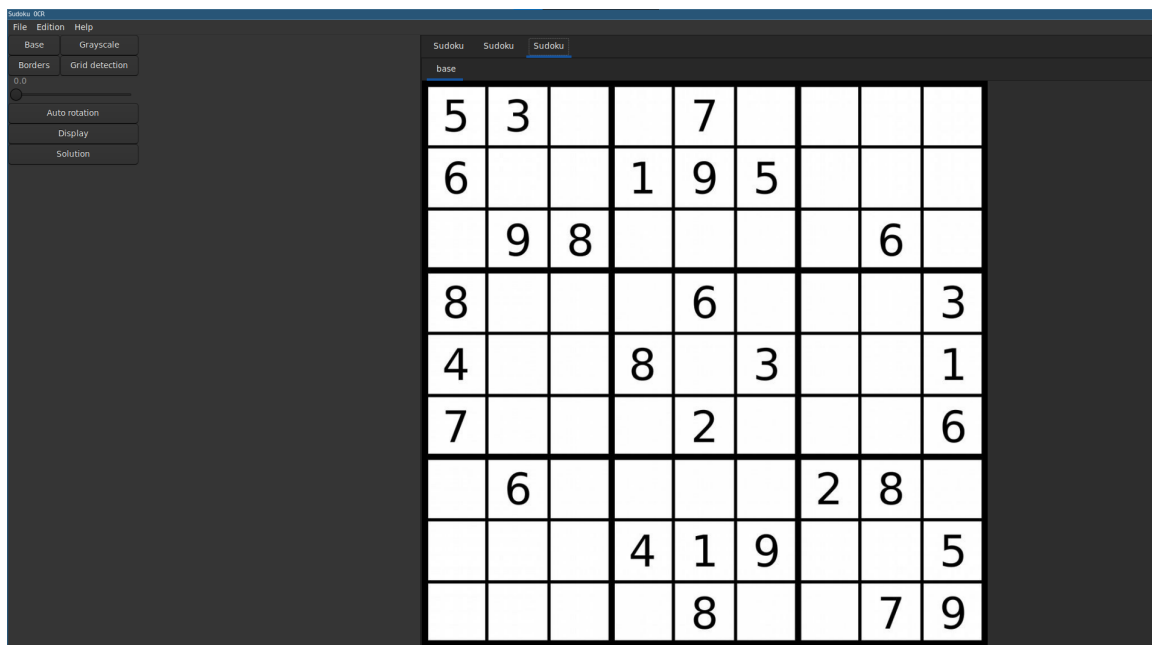 Sudoku OCR
File Edition Help
Base Grayscale
Borders Grid detection
0.0
Auto rotation
Display
Solution
Sudoku Sudoku Sudoku
base
5 3 7
6 1 9 5
9 8 6
8 6 3
4 8 3 1
7 2 6
6 2 8
4 1 9 5
8 7 9